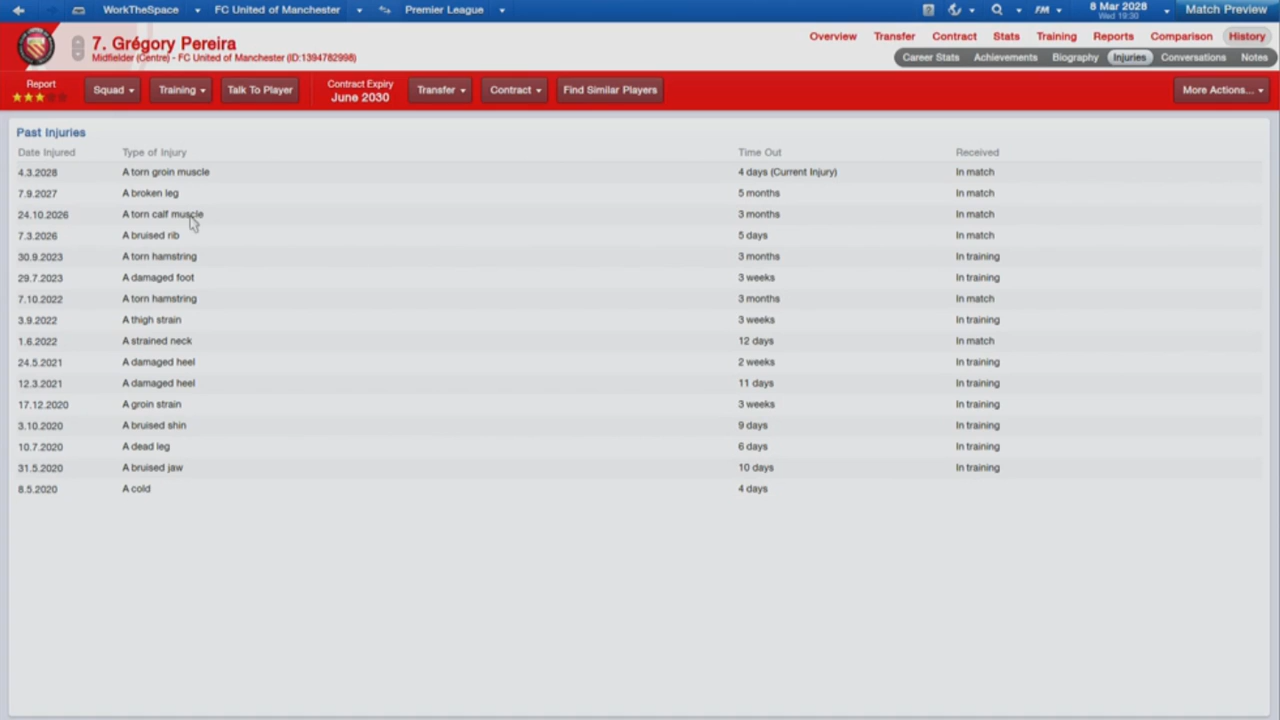 WorkTheSpace FC United of Manchester Premier League 8 Mar 2028 Wed 19:30 Match Preview
7. Grégory Pereira Overview Transfer Contract Stats Training Reports Comparison History
Midfielder (Centre) - FC United of Manchester (ID:1394782998) Career Stats Achievements Biography Injuries Conversations Notes
Report Squad Training Talk To Player Contract Expiry June 2030 Transfer Contract Find Similar Players More Actions...
Past Injuries
Date Injured Type of Injury Time Out Received
4.3.2028 A torn groin muscle 4 days (Current Injury) In match
7.9.2027 A broken leg 5 months In match
24.10.2026 A torn calf muscle 3 months In match
7.3.2026 A bruised rib 5 days In match
30.9.2023 A torn hamstring 3 months In training
29.7.2023 A damaged foot 3 weeks In training
7.10.2022 A torn hamstring 3 months In match
3.9.2022 A thigh strain 3 weeks In training
1.6.2022 A strained neck 12 days In match
24.5.2021 A damaged heel 2 weeks In training
12.3.2021 A damaged heel 11 days In training
17.12.2020 A groin strain 3 weeks In training
3.10.2020 A bruised shin 9 days In training
10.7.2020 A dead leg 6 days In training
31.5.2020 A bruised jaw 10 days In training
8.5.2020 A cold 4 days